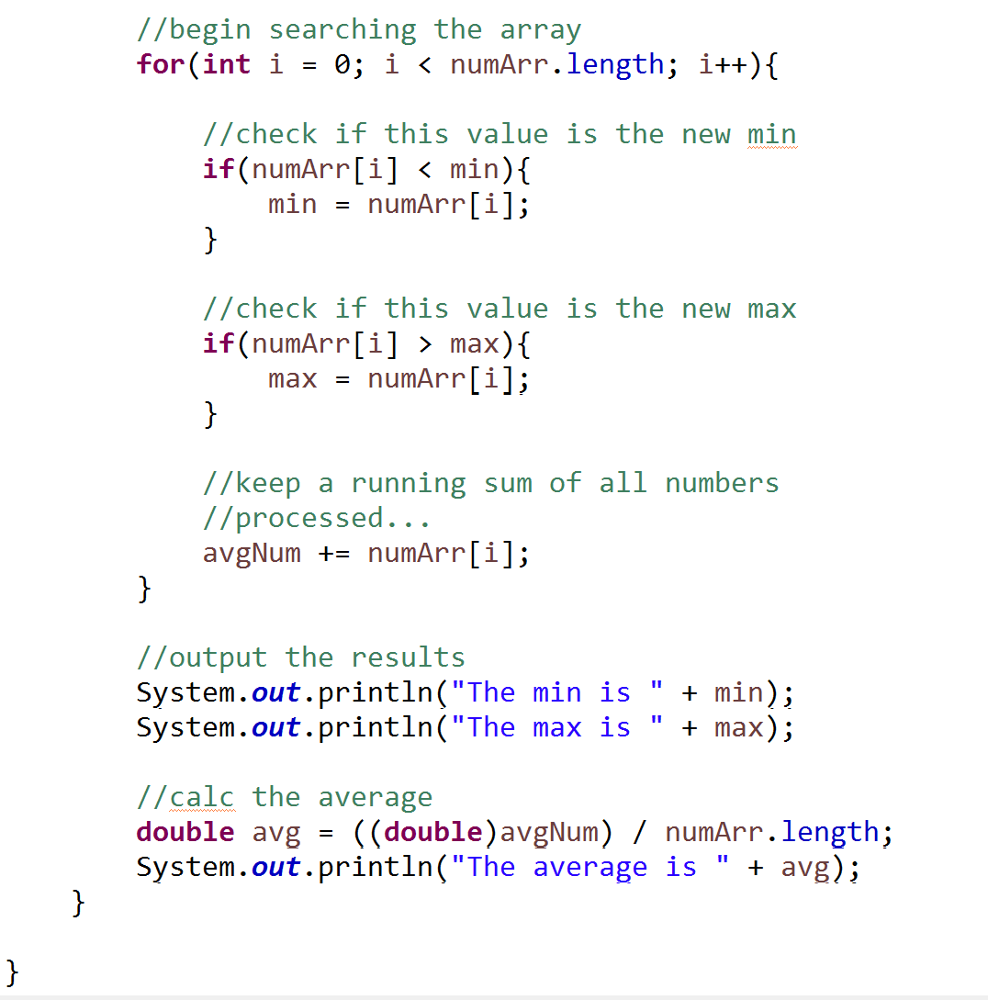 //begin searching the array
for(int i = 0; i < numArr.length; i++){
//check if this value is the new min
if(numArr[i] < min){
min = numArr[i];
}
//check if this value is the new max
if(numArr[i] > max){
max = numArr[i];
}
//keep a running sum of all numbers
//processed...
avgNum += numArr[i];
}
//output the results
System.out.println("The min is " + min);
System.out.println("The max is " + max);
//calc the average
double avg = ((double)avgNum) / numArr.length;
System.out.println("The average is " + avg);
}
}